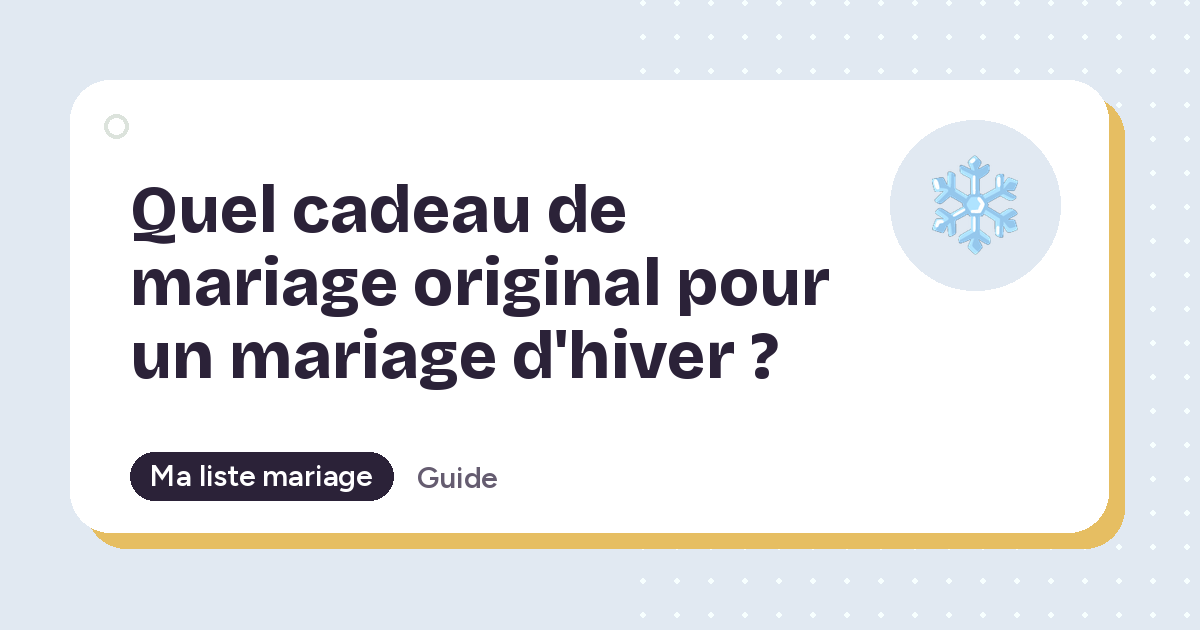 Quel cadeau de
mariage original pour
un mariage d'hiver ?
Ma liste mariage
Guide